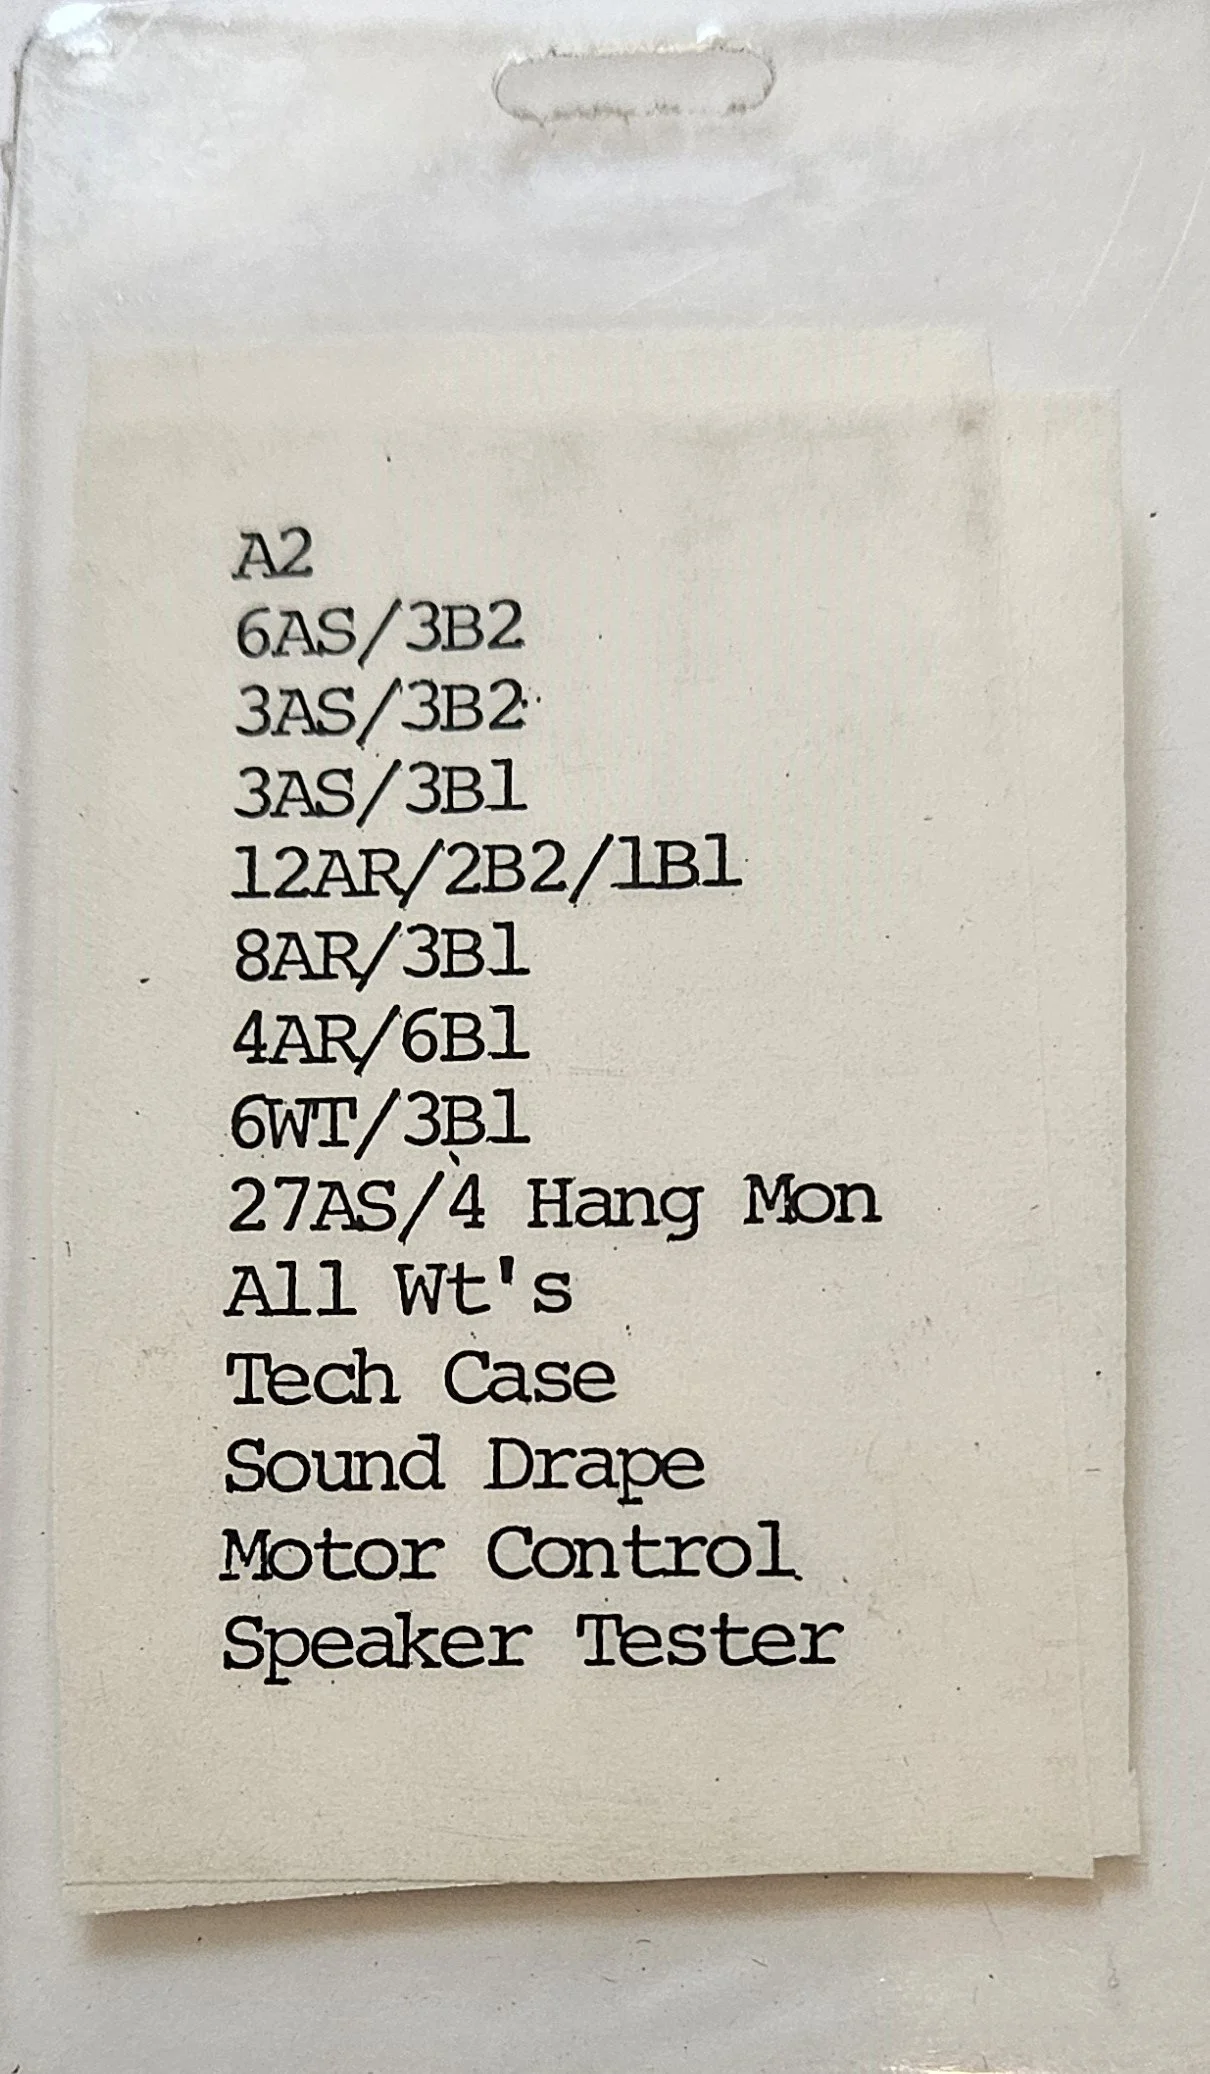 A2
6AS/3B2
3AS/3B2
3AS/3B1
12AR/2B2/1B1
8AR/3B1
4AR/6B1
6WT/3B1
27AS/4 Hang Mon
All Wt's
Tech Case
Sound Drape
Motor Control
Speaker Tester